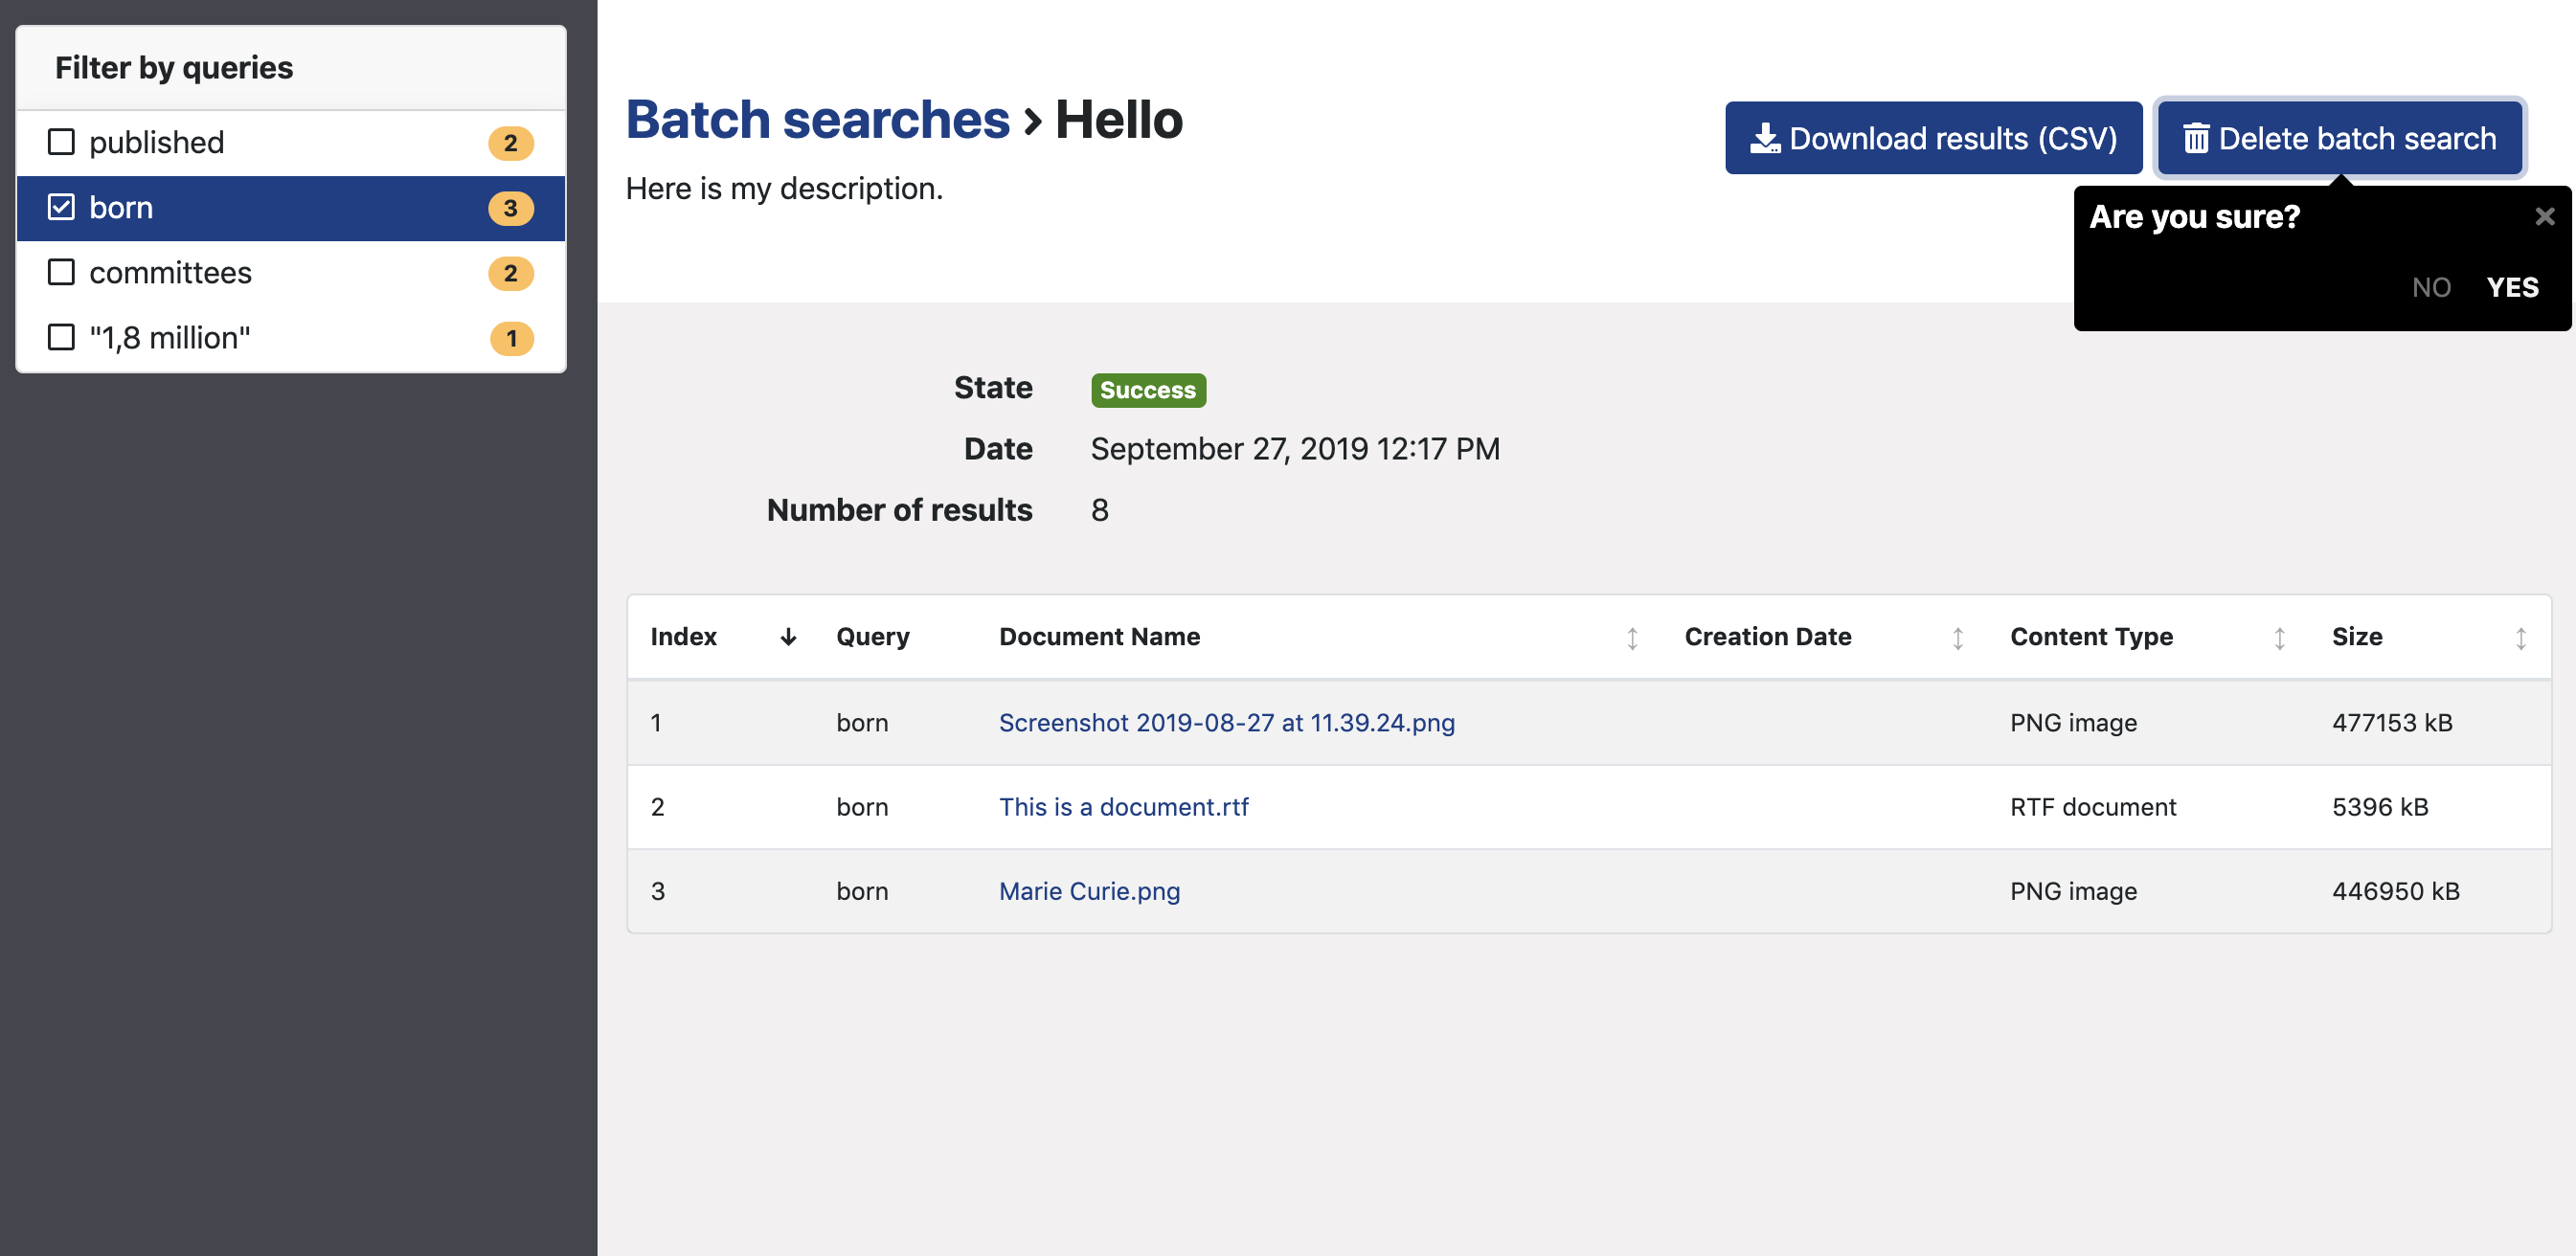 Filter by queries
published 2
born 3
committees 2
"1,8 million" 1
Batch searches › Hello
Here is my description.
Download results (CSV)
Delete batch search
Are you sure? ×
NO YES
State Success
Date September 27, 2019 12:17 PM
Number of results 8
Index Query Document Name Creation Date Content Type Size
1 born Screenshot 2019-08-27 at 11.39.24.png PNG image 477153 kB
2 born This is a document.rtf RTF document 5396 kB
3 born Marie Curie.png PNG image 446950 kB